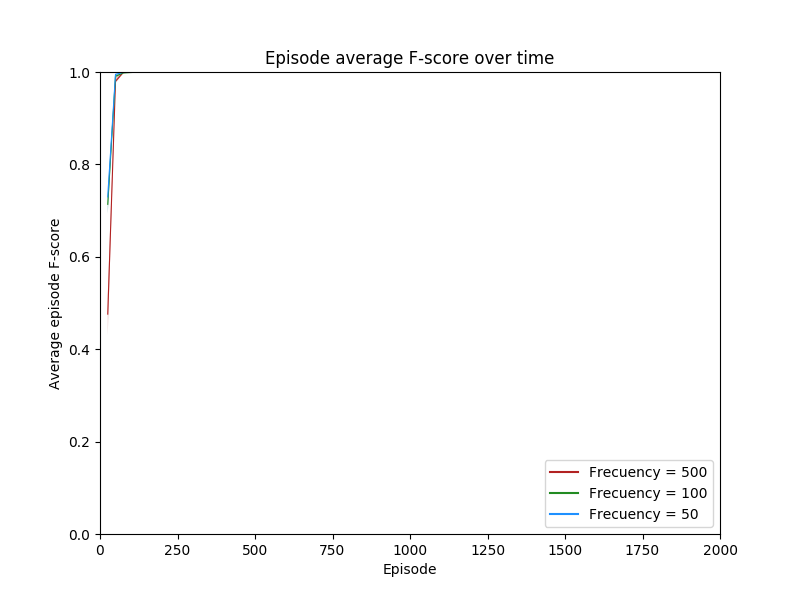 Episode average F-score over time
Average episode F-score
1.0
0.8
0.6
0.4
0.2
0.0
0
250
500
750
1000
1250
1500
1750
2000
Episode
Frecuency = 500
Frecuency = 100
Frecuency = 50